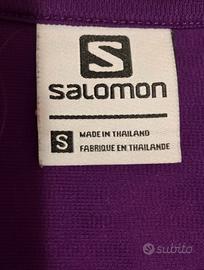 S
salomon
S
MADE IN THAILAND
FABRIQUE EN THAILANDE
subito